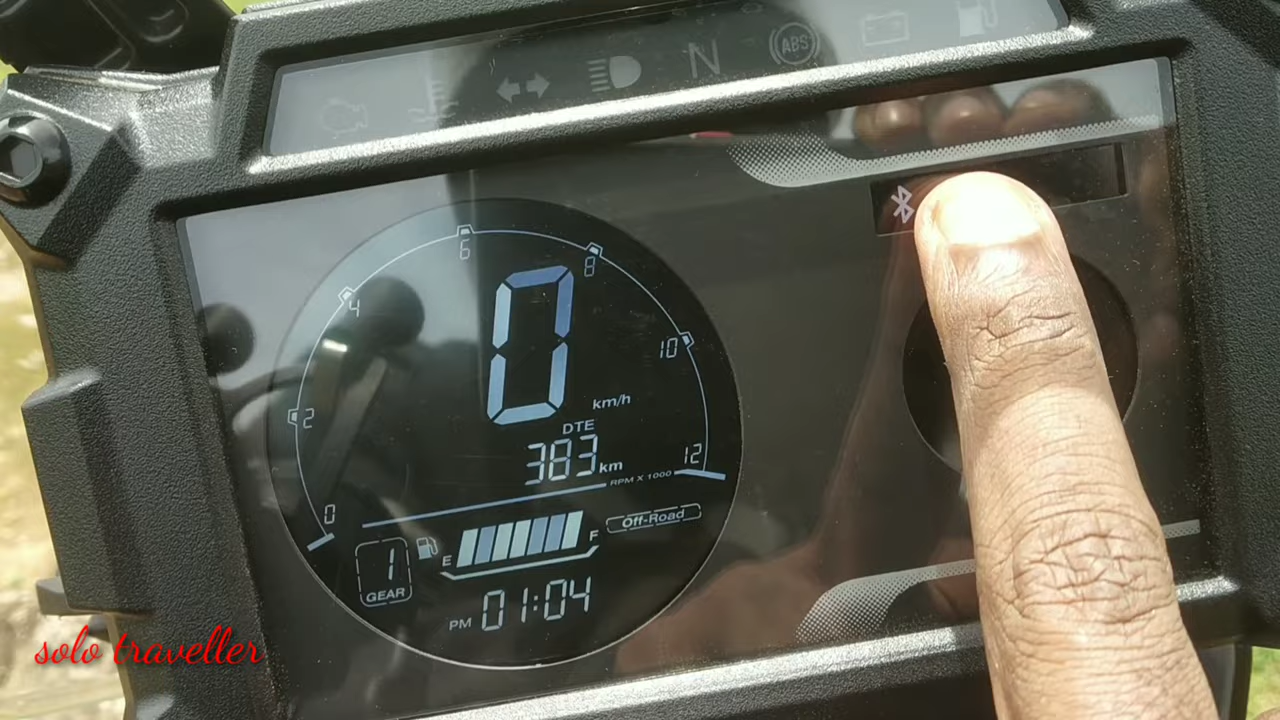 N ABS
6
8
4
10
2
0
km/h
DTE
383 km
12
RPM X 1000
0
Off-Road
E F
1
GEAR
PM 01:04
solo traveller